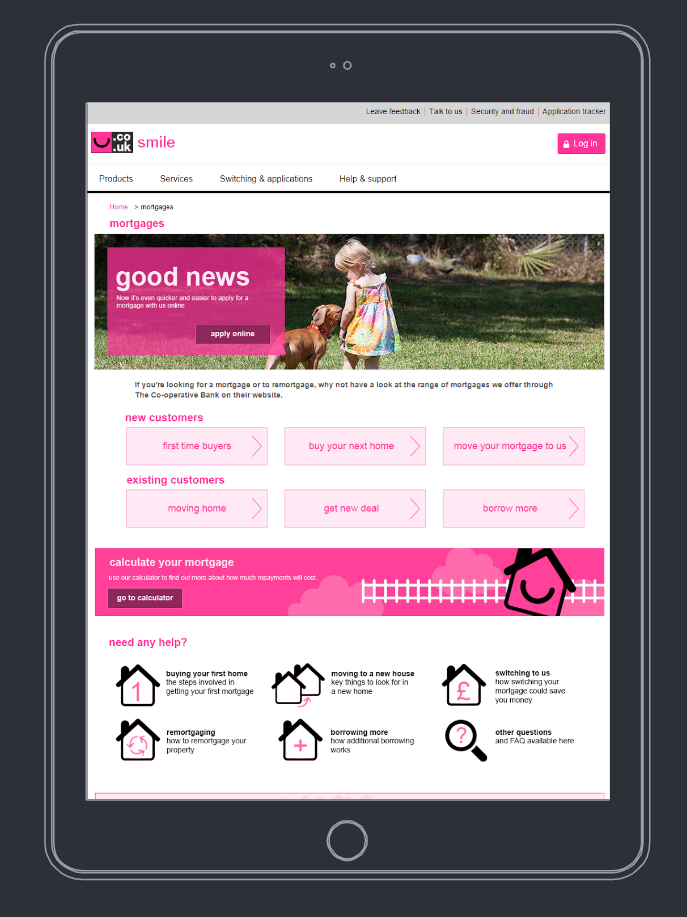 Leave feedback | Talk to us | Security and fraud | Application tracker
.co
.uk
smile
Log in
Products Services Switching & applications Help & support
Home > mortgages
mortgages
good news
Now it's even quicker and easier to apply for a
mortgage with us online
apply online
If you're looking for a mortgage or to remortgage, why not have a look at the range of mortgages we offer through
The Co-operative Bank on their website.
new customers
first time buyers
buy your next home
move your mortgage to us
existing customers
moving home
get new deal
borrow more
calculate your mortgage
use our calculator to find out more about how much repayments will cost
go to calculator
need any help?
1
buying your first home
the steps involved in
getting your first mortgage
moving to a new house
key things to look for in
a new home
£
switching to us
how switching your
mortgage could save
you money
remortgaging
how to remortgage your
property
+
borrowing more
how additional borrowing
works
?
other questions
and FAQ available here